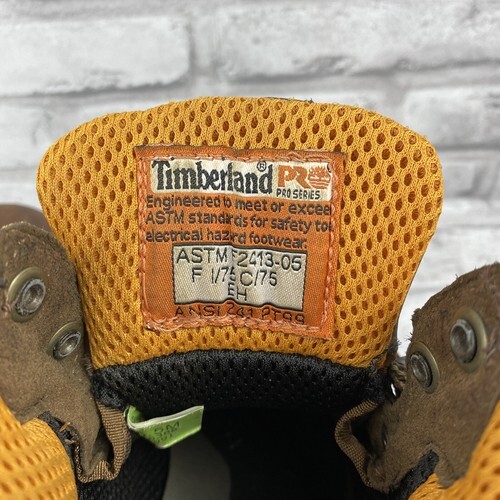 Timberland® PRO
PRO SERIES
Engineered to meet or excee
ASTM standards for safety toe
electrical hazard footwear.
ASTM F2413-05
F I/75 C/75
EH
ANSI Z41 PT99